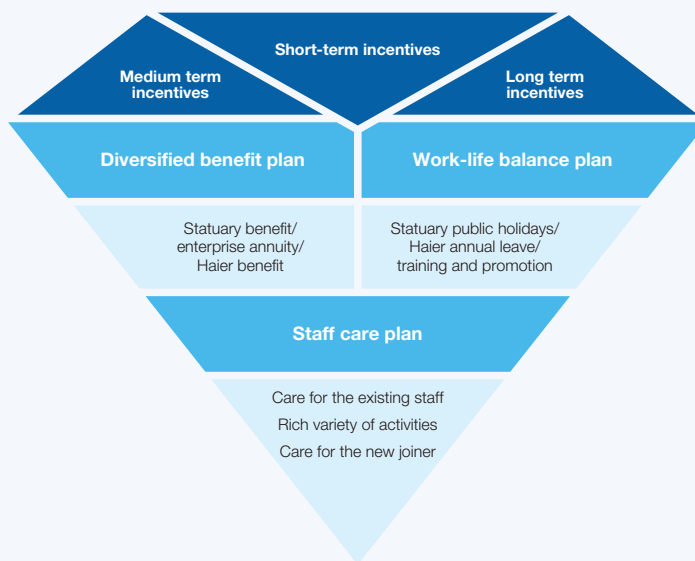 Short-term incentives
Medium term
incentives
Long term
incentives
Diversified benefit plan
Work-life balance plan
Statuary benefit/
enterprise annuity/
Haier benefit
Statuary public holidays/
Haier annual leave/
training and promotion
Staff care plan
Care for the existing staff
Rich variety of activities
Care for the new joiner